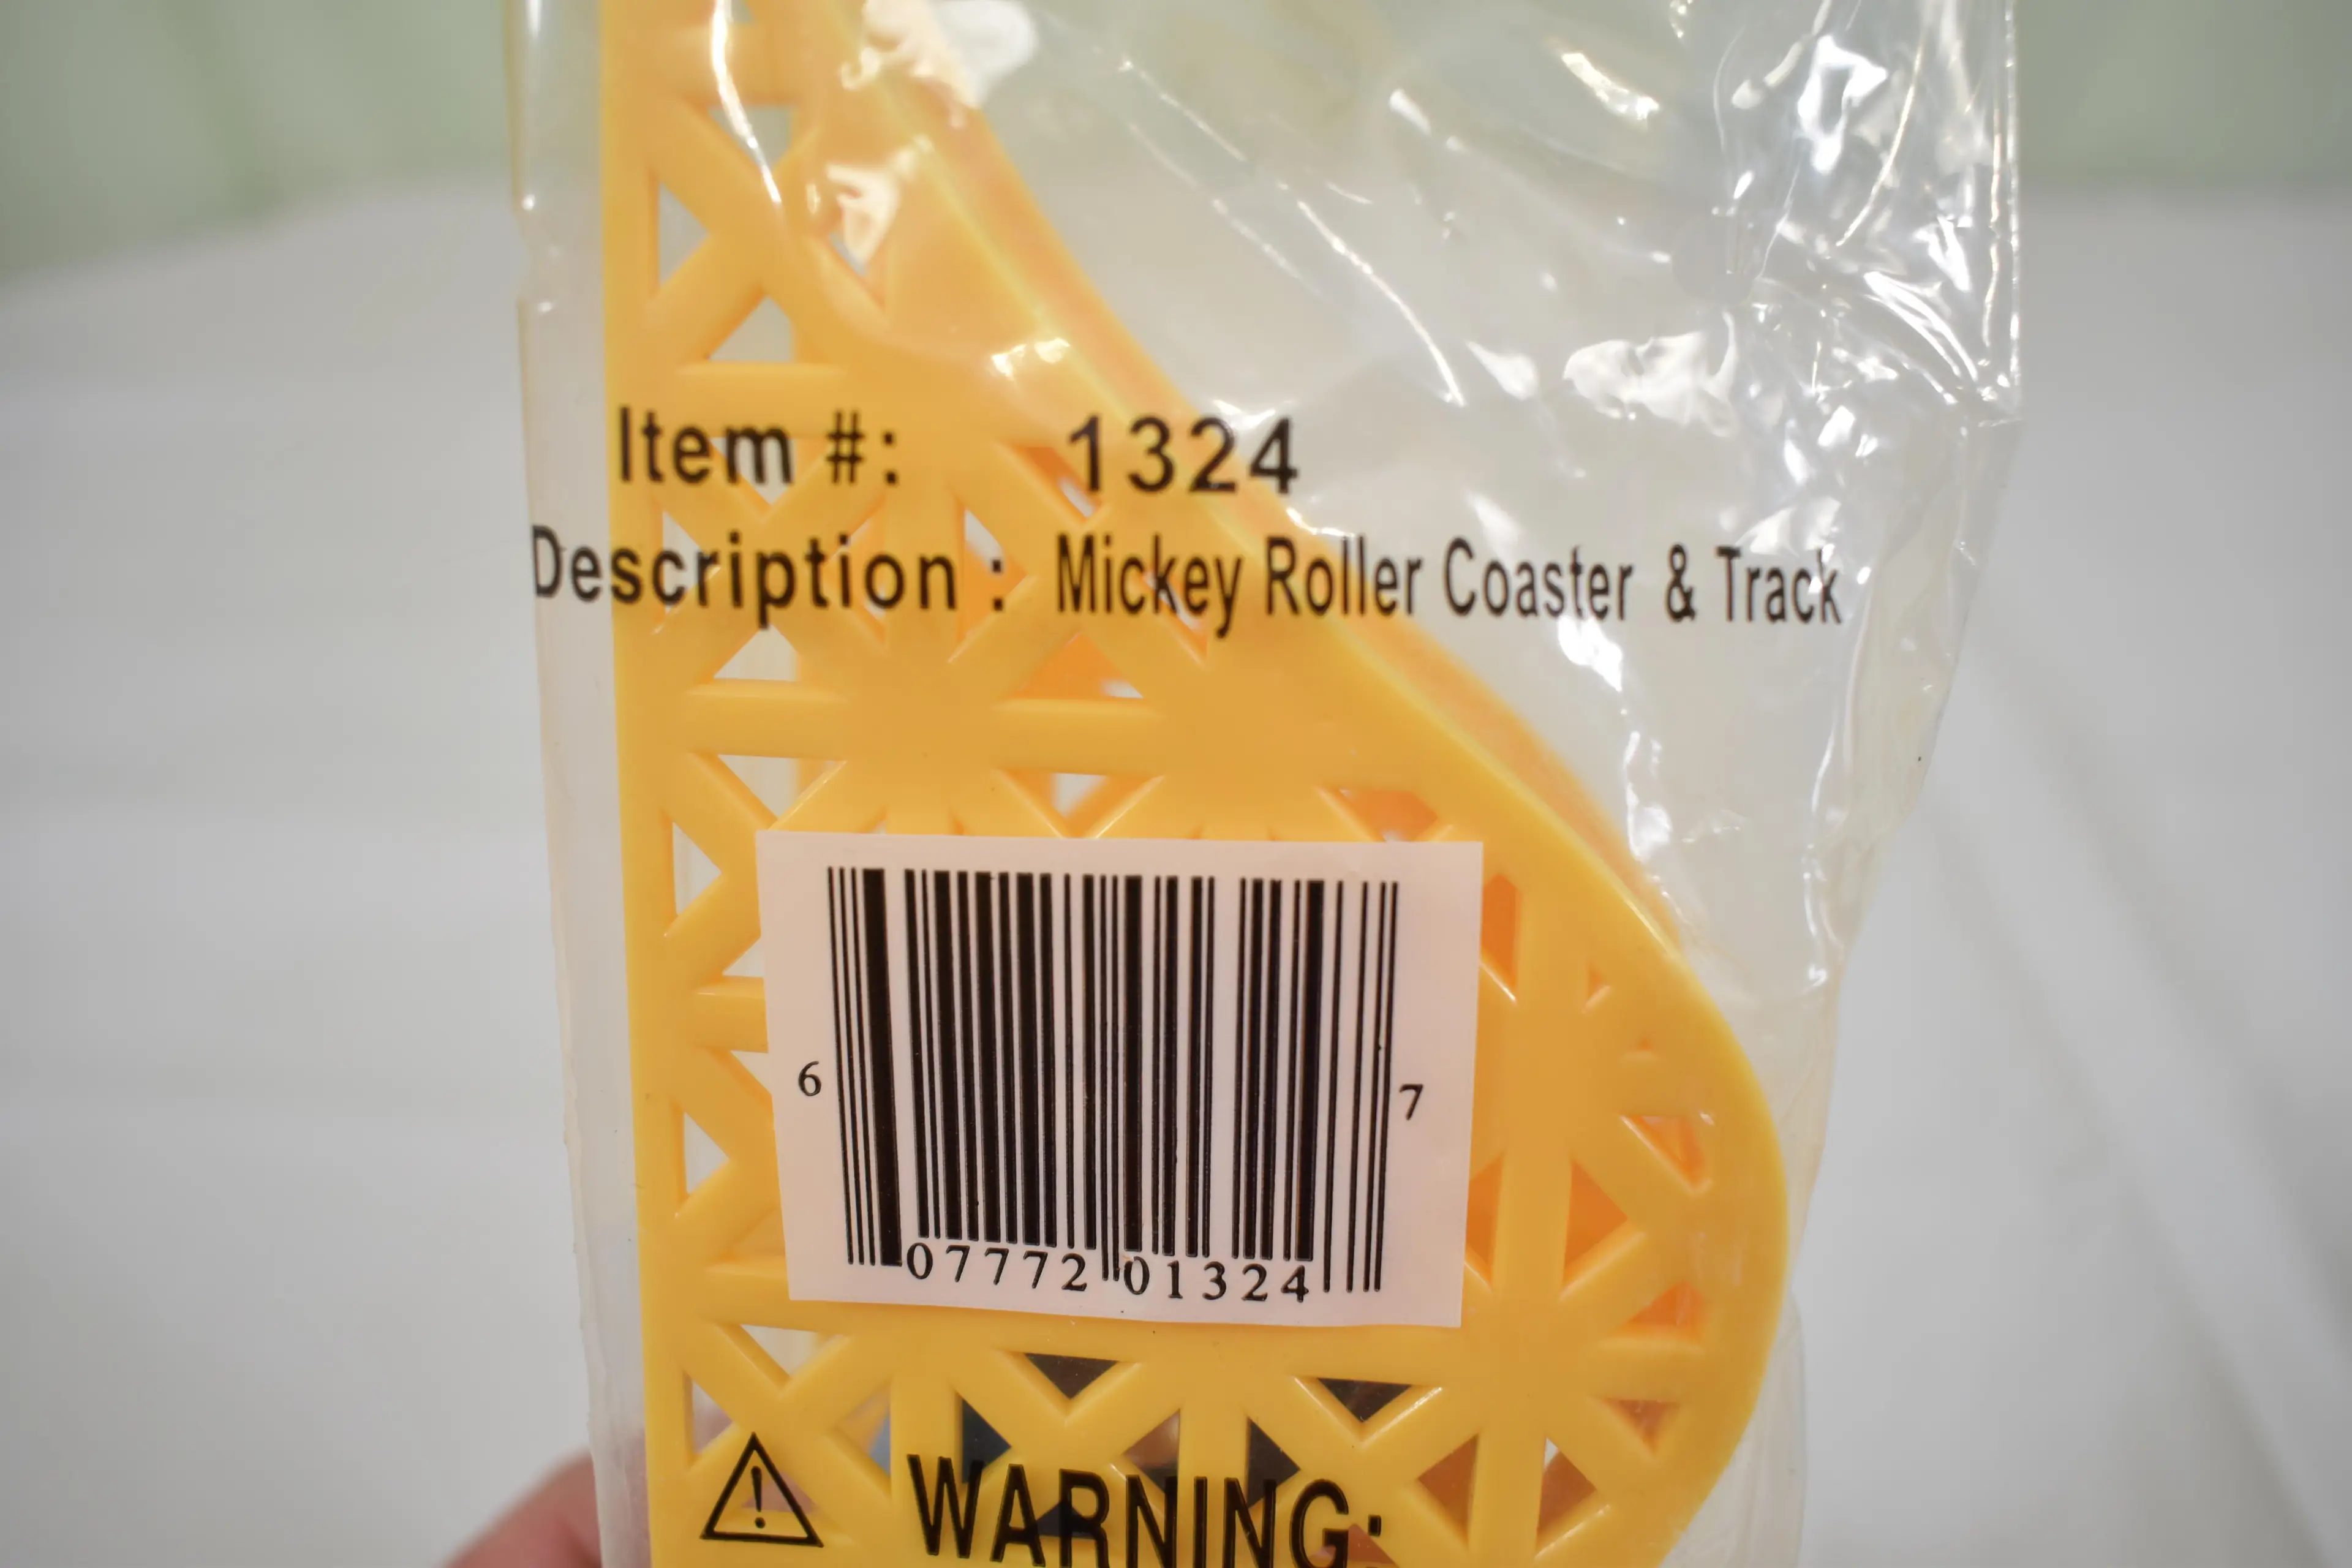 Item #: 1324
Description : Mickey Roller Coaster & Track
6 07772 01324 7
WARNING: